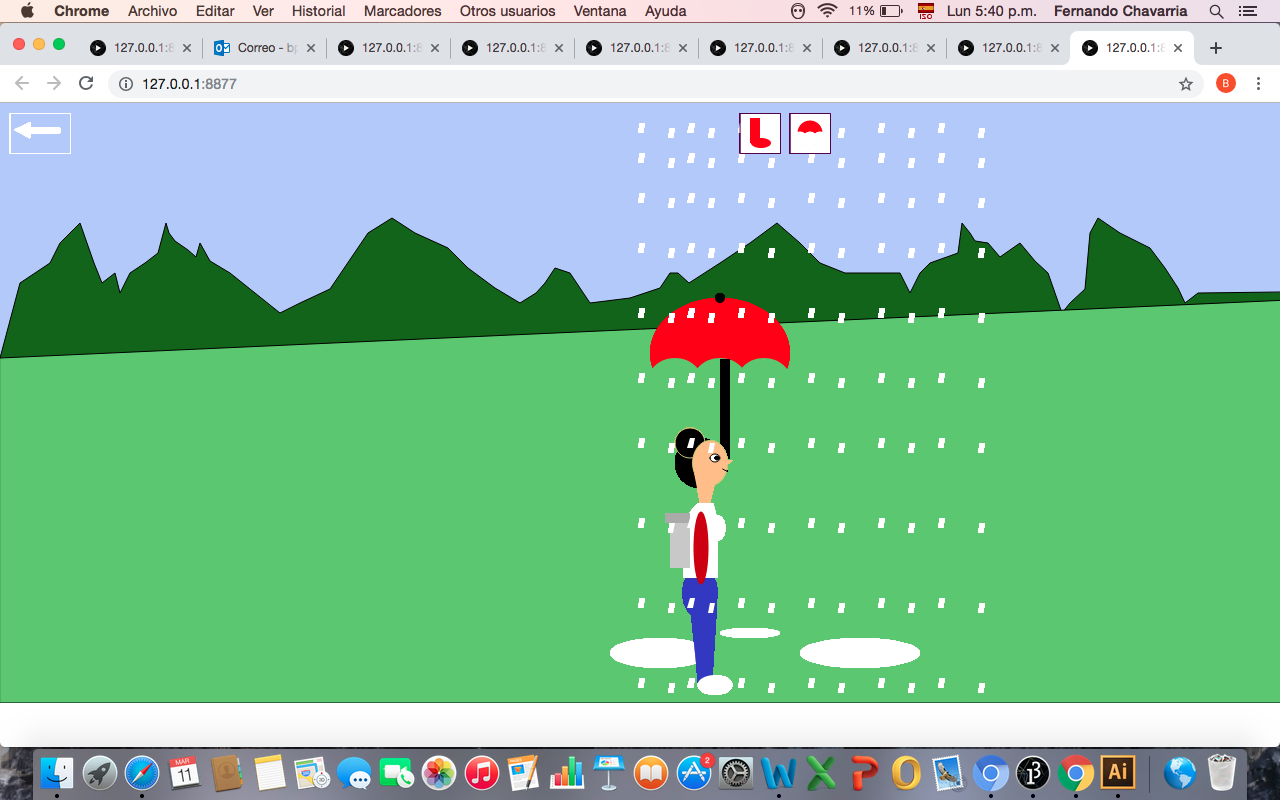 Chrome Archivo Editar Ver Historial Marcadores Otros usuarios Ventana Ayuda 11% ISO Lun 5:40 p.m. Fernando Chavarria
127.0.0.1:8 Correo - 127.0.0.1:8 127.0.0.1:8 127.0.0.1:8 127.0.0.1:8 127.0.0.1:8 127.0.0.1:8 127.0.0.1:8
127.0.0.1:8877 B
MAR 11 2 W X P O β Ai